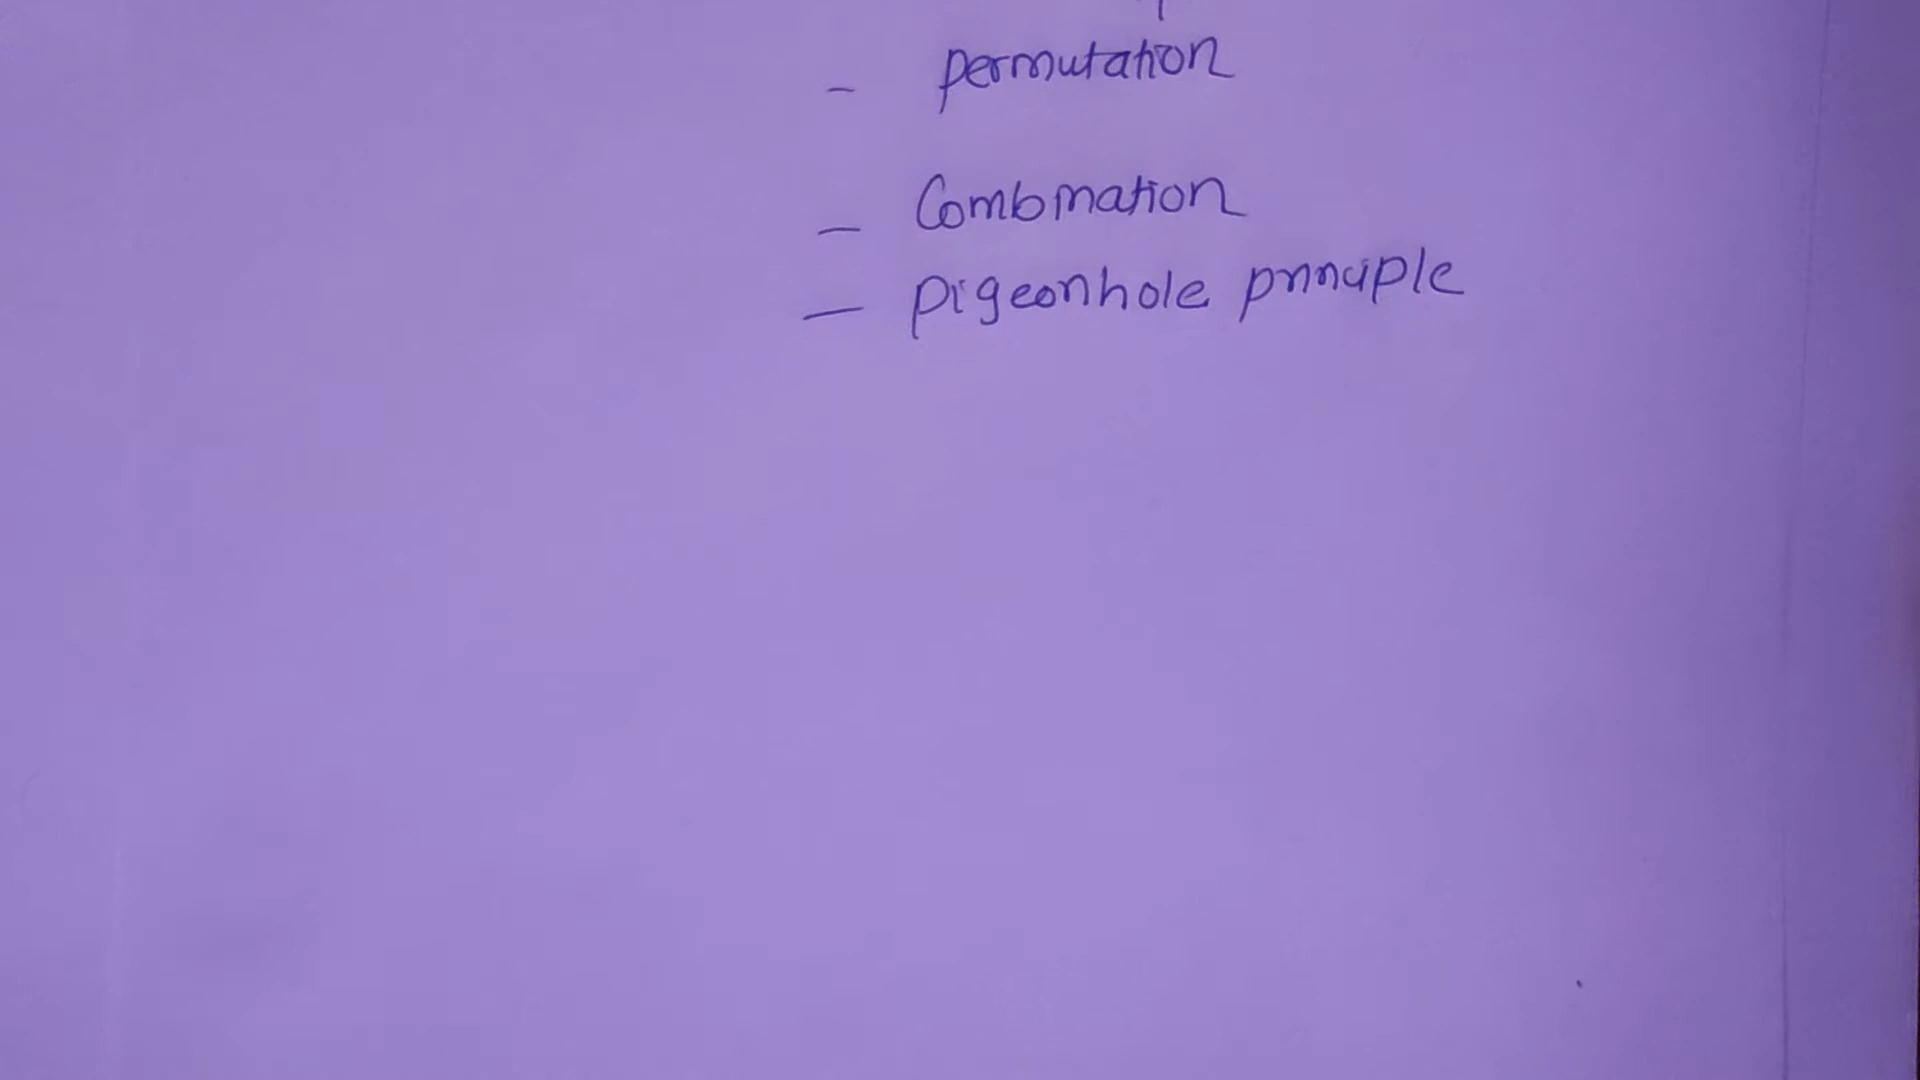 - permutation
- Combination
- pigeonhole principle